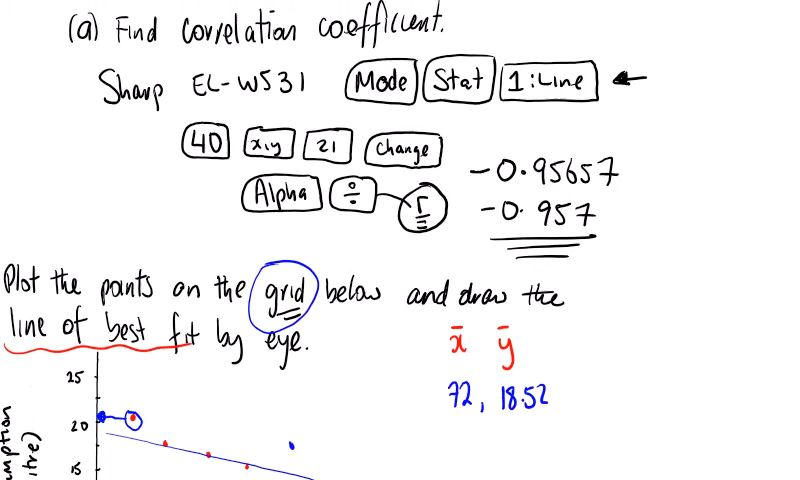 (a) Find correlation coefficient.
Sharp EL-W531 Mode Stat 1:Line
40 x,y 21 change
Alpha ÷ r
-0.95657
-0.957
Plot the points on the grid below and draw the
line of best fit by eye.
x̄ ȳ
72, 18.52
25
20
15